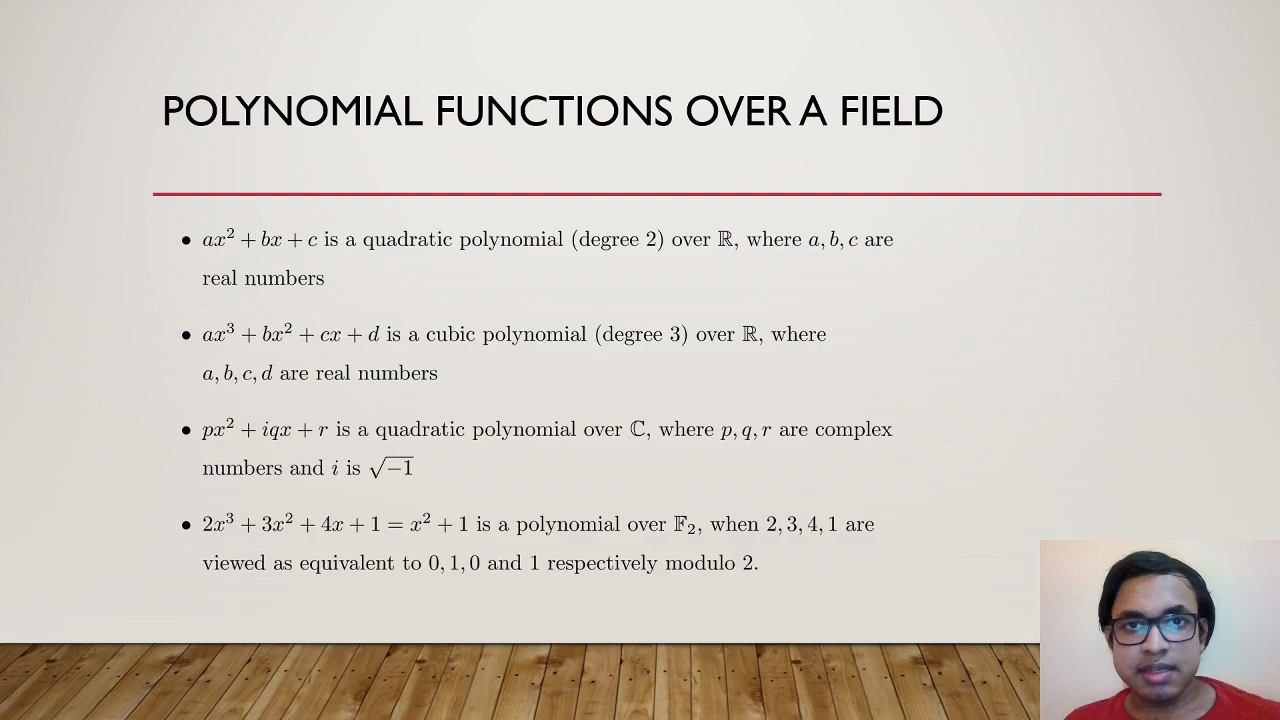 POLYNOMIAL FUNCTIONS OVER A FIELD
• ax² + bx + c is a quadratic polynomial (degree 2) over ℝ, where a, b, c are
real numbers
• ax³ + bx² + cx + d is a cubic polynomial (degree 3) over ℝ, where
a, b, c, d are real numbers
• px² + iqx + r is a quadratic polynomial over ℂ, where p, q, r are complex
numbers and i is √−1
• 2x³ + 3x² + 4x + 1 = x² + 1 is a polynomial over 𝔽₂, when 2, 3, 4, 1 are
viewed as equivalent to 0, 1, 0 and 1 respectively modulo 2.